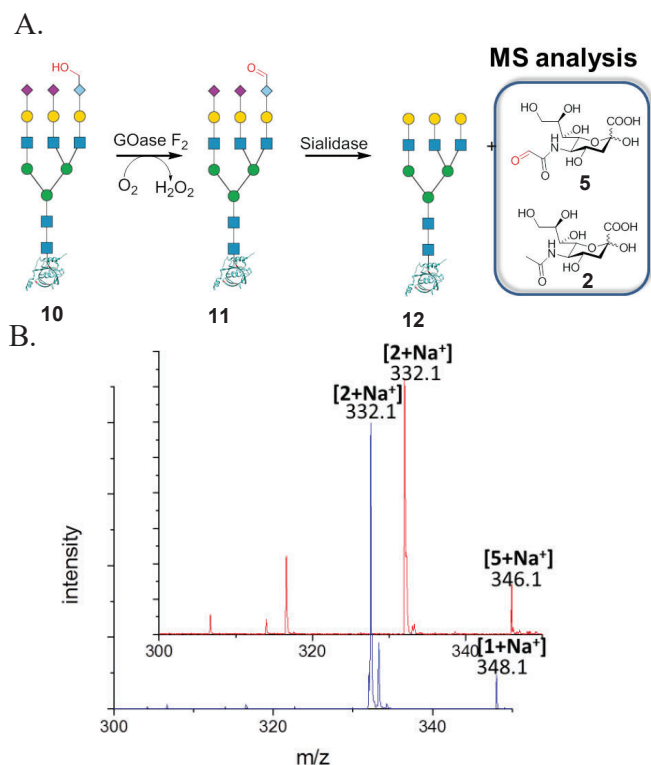 A.
MS analysis
HO
O
GOase F2
O2
H2O2
Sialidase
+
HO
OH
OH
COOH
OH
O
O
H
N
HO
O
5
HO
OH
OH
COOH
OH
O
H
N
HO
O
2
10
11
12
B.
[2+Na⁺]
332.1
[2+Na⁺]
332.1
[5+Na⁺]
346.1
300
320
340
[1+Na⁺]
348.1
300
320
340
intensity
m/z